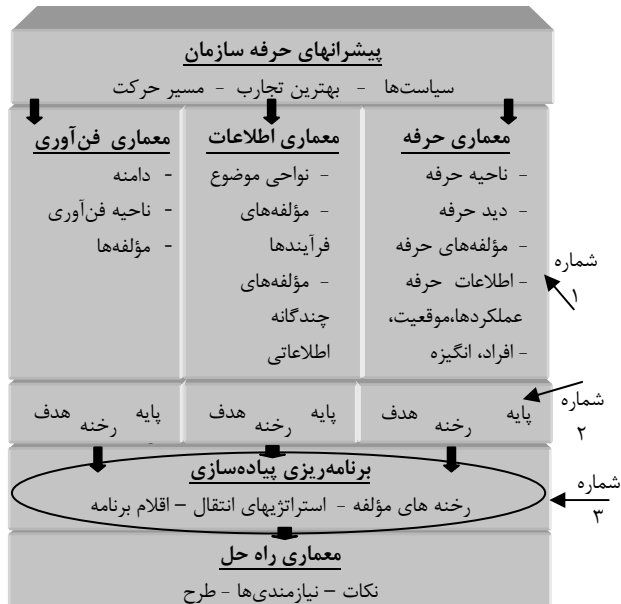 پیشرانهای حرفه سازمان
سیاست‌ها - بهترین تجارب - مسیر حرکت
معماری حرفه
- ناحیه حرفه
- دید حرفه
- مؤلفه‌های حرفه
- اطلاعات حرفه
عملکردها،موقعیت،
- افراد، انگیزه
معماری اطلاعات
- نواحی موضوع
- مؤلفه‌های
فرآیندها
- مؤلفه‌های
چندگانه
اطلاعاتی
معماری فن‌آوری
- دامنه
- ناحیه فن‌آوری
- مؤلفه‌ها
شماره
۱
پایه رخنه هدف
پایه رخنه هدف
پایه رخنه هدف
شماره
۲
برنامه‌ریزی پیاده‌سازی
رخنه های مؤلفه - استراتژیهای انتقال – اقلام برنامه
شماره
۳
معماری راه حل
نکات – نیازمندی‌ها - طرح